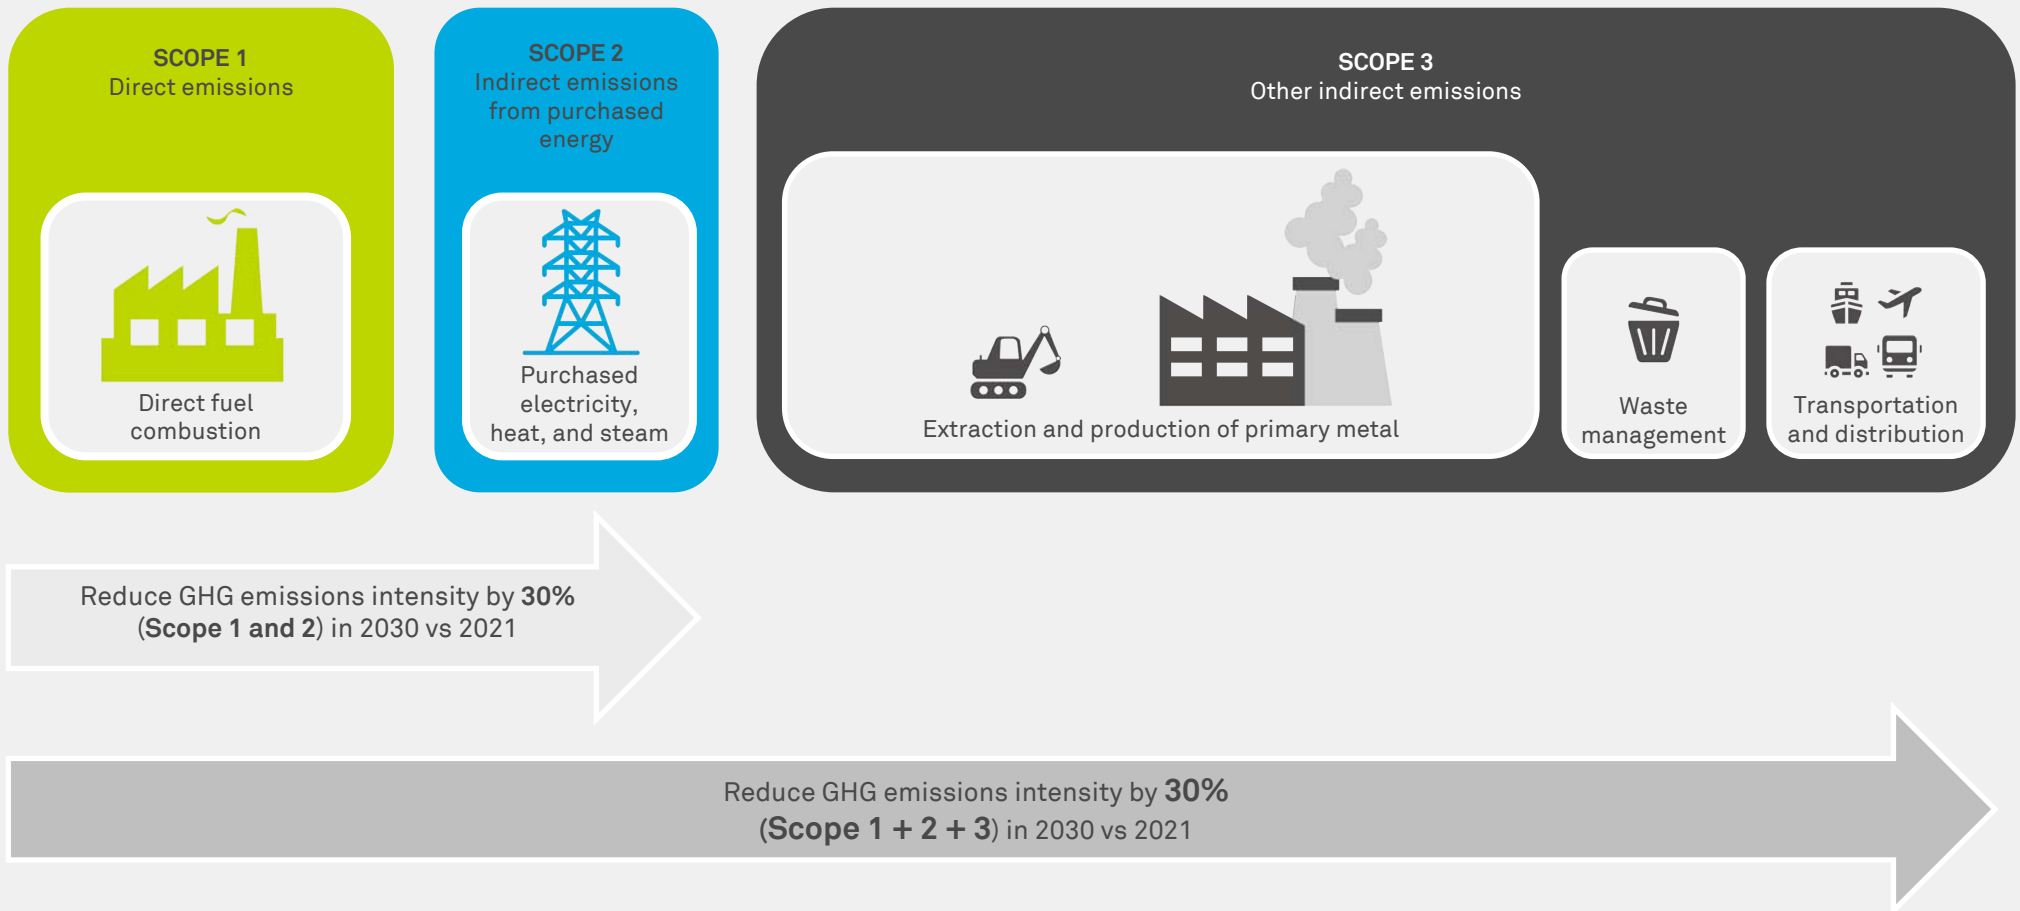 SCOPE 1
Direct emissions
Direct fuel
combustion
SCOPE 2
Indirect emissions
from purchased
energy
Purchased
electricity,
heat, and steam
SCOPE 3
Other indirect emissions
Extraction and production of primary metal
Waste
management
Transportation
and distribution
Reduce GHG emissions intensity by 30%
(Scope 1 and 2) in 2030 vs 2021
Reduce GHG emissions intensity by 30%
(Scope 1 + 2 + 3) in 2030 vs 2021